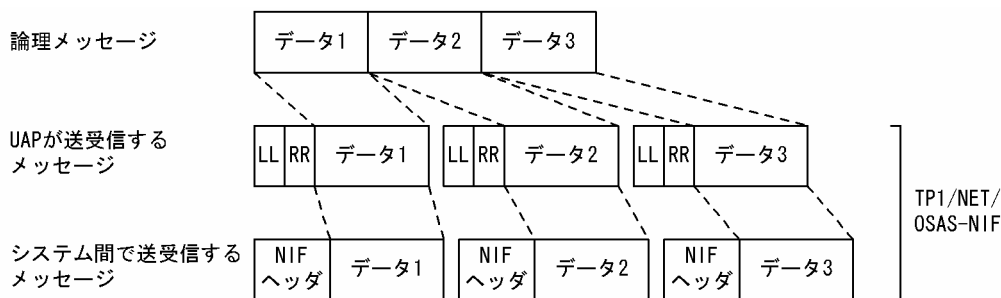 論理メッセージ
データ1 データ2 データ3
UAPが送受信する
メッセージ
LL RR データ1 LL RR データ2 LL RR データ3
TP1/NET/
OSAS-NIF
システム間で送受信する
メッセージ
NIF
ヘッダ
データ1
NIF
ヘッダ
データ2
NIF
ヘッダ
データ3